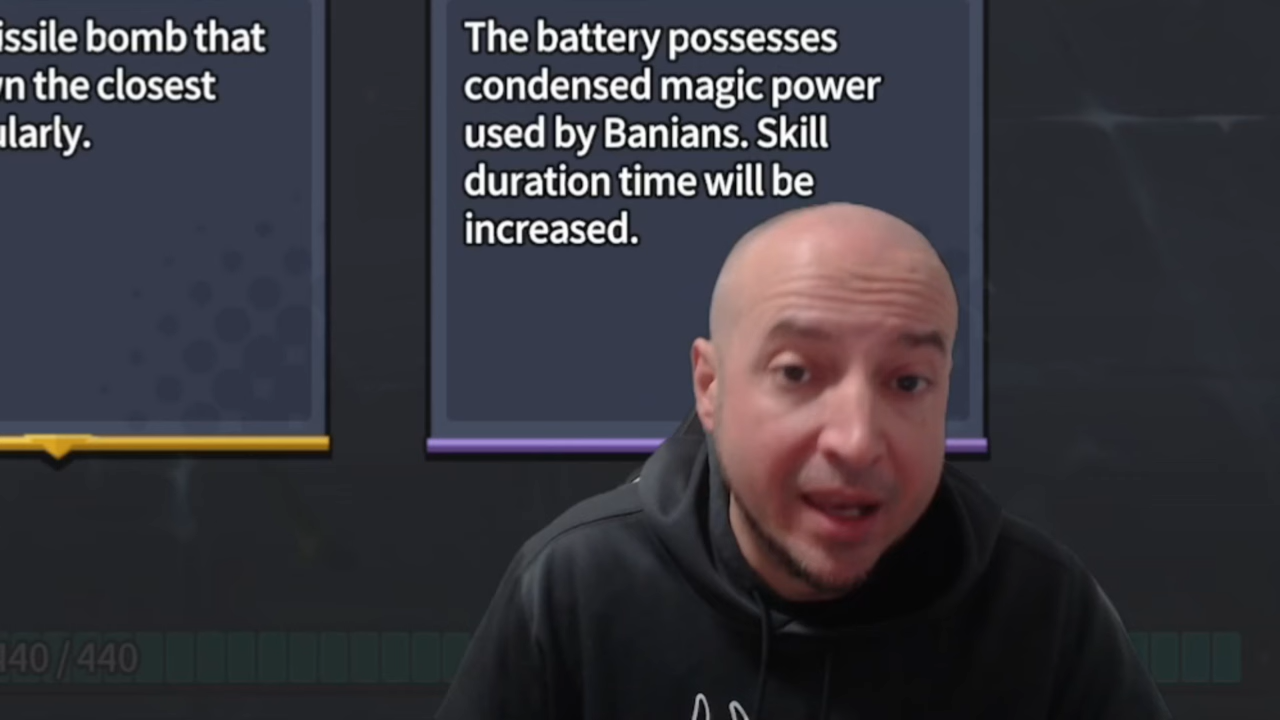 issile bomb that
n the closest
ularly.
The battery possesses
condensed magic power
used by Banians. Skill
duration time will be
increased.
440 / 440